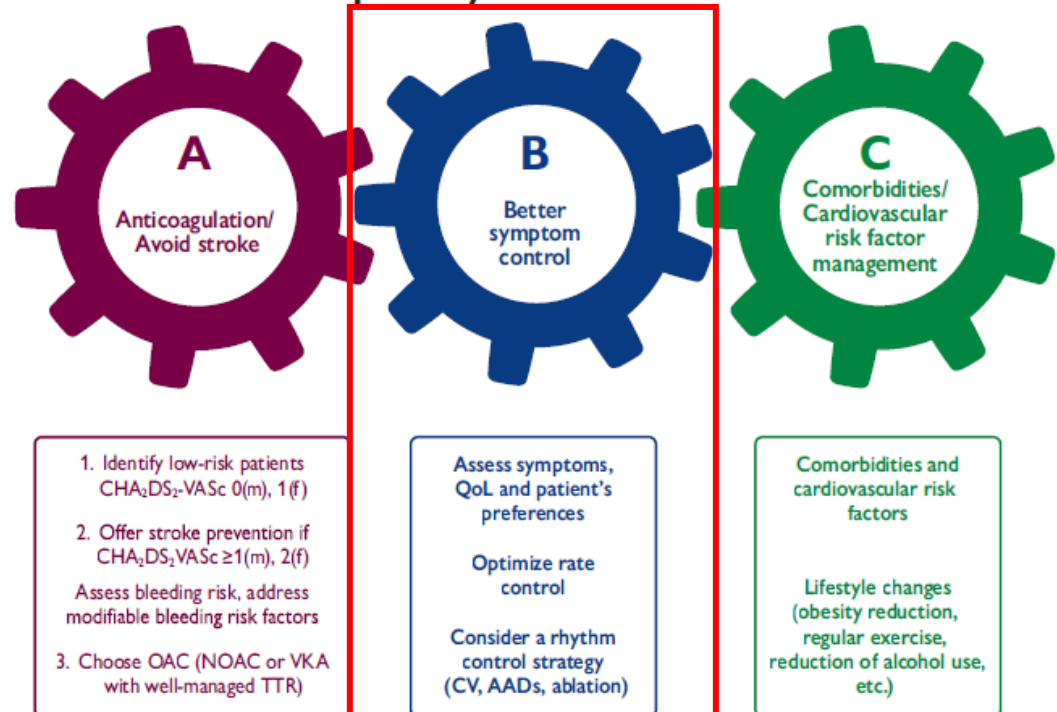 A
Anticoagulation/
Avoid stroke
B
Better
symptom
control
C
Comorbidities/
Cardiovascular
risk factor
management
1. Identify low-risk patients
CHA₂DS₂-VASc 0(m), 1(f)
2. Offer stroke prevention if
CHA₂DS₂VASc ≥1(m), 2(f)
Assess bleeding risk, address
modifiable bleeding risk factors
3. Choose OAC (NOAC or VKA
with well-managed TTR)
Assess symptoms,
QoL and patient's
preferences
Optimize rate
control
Consider a rhythm
control strategy
(CV, AADs, ablation)
Comorbidities and
cardiovascular risk
factors
Lifestyle changes
(obesity reduction,
regular exercise,
reduction of alcohol use,
etc.)